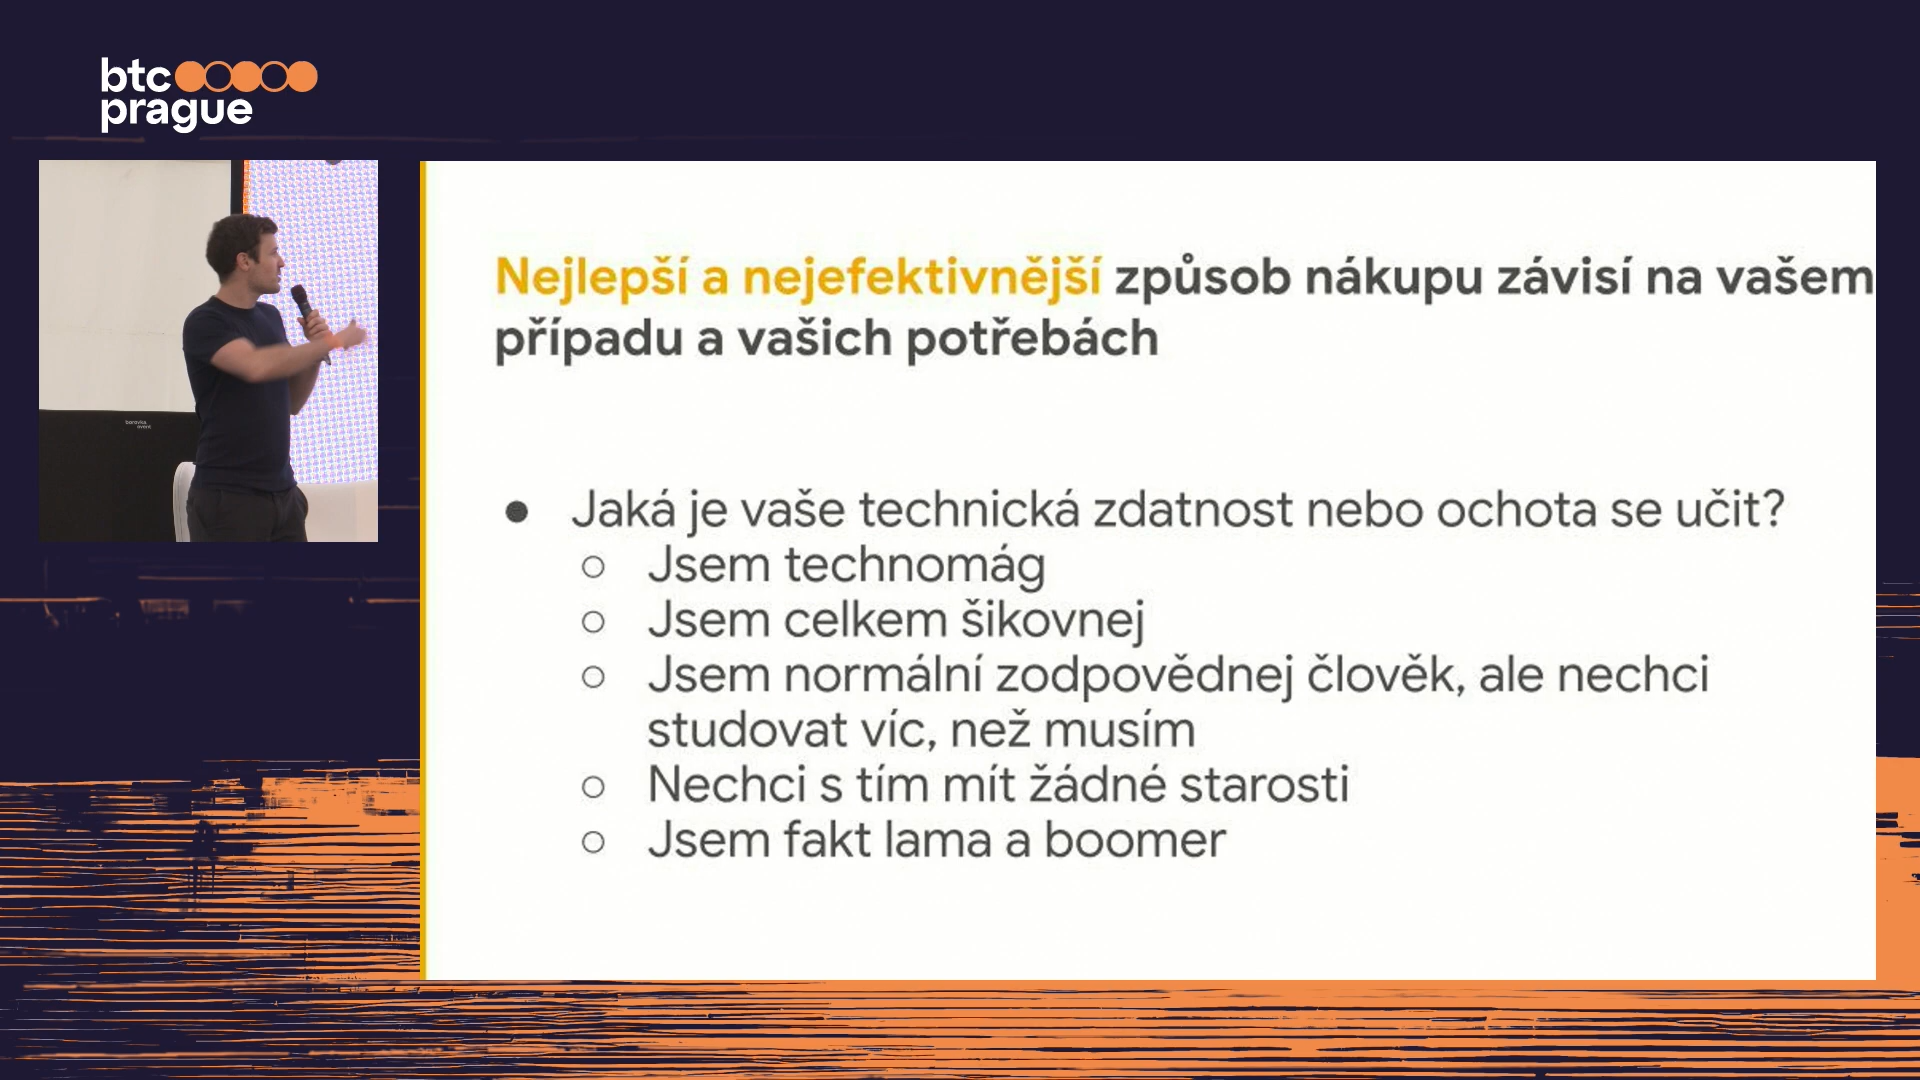 btc
prague
Nejlepší a nejefektivnější způsob nákupu závisí na vašem
případu a vašich potřebách
● Jaká je vaše technická zdatnost nebo ochota se učit?
○ Jsem technomág
○ Jsem celkem šikovnej
○ Jsem normální zodpovědnej člověk, ale nechci
studovat víc, než musím
○ Nechci s tím mít žádné starosti
○ Jsem fakt lama a boomer